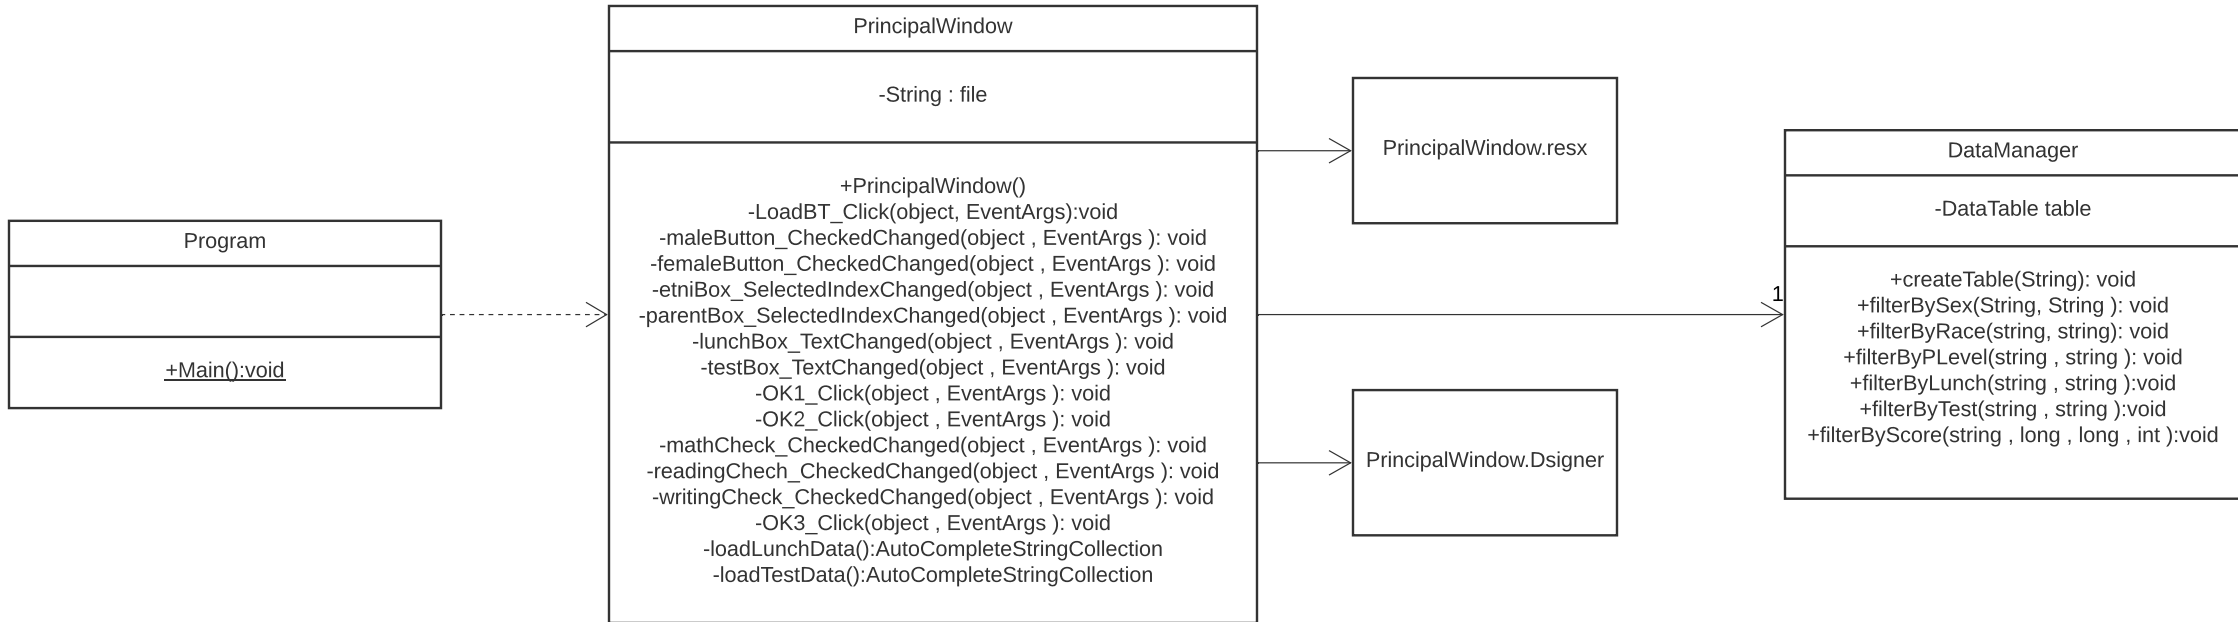 Program
+Main():void
PrincipalWindow
-String : file
+PrincipalWindow()
-LoadBT_Click(object, EventArgs):void
-maleButton_CheckedChanged(object , EventArgs ): void
-femaleButton_CheckedChanged(object , EventArgs ): void
-etniBox_SelectedIndexChanged(object , EventArgs ): void
-parentBox_SelectedIndexChanged(object , EventArgs ): void
-lunchBox_TextChanged(object , EventArgs ): void
-testBox_TextChanged(object , EventArgs ): void
-OK1_Click(object , EventArgs ): void
-OK2_Click(object , EventArgs ): void
-mathCheck_CheckedChanged(object , EventArgs ): void
-readingChech_CheckedChanged(object , EventArgs ): void
-writingCheck_CheckedChanged(object , EventArgs ): void
-OK3_Click(object , EventArgs ): void
-loadLunchData():AutoCompleteStringCollection
-loadTestData():AutoCompleteStringCollection
PrincipalWindow.resx
PrincipalWindow.Dsigner
1
DataManager
-DataTable table
+createTable(String): void
+filterBySex(String, String ): void
+filterByRace(string, string): void
+filterByPLevel(string , string ): void
+filterByLunch(string , string ):void
+filterByTest(string , string ):void
+filterByScore(string , long , long , int ):void